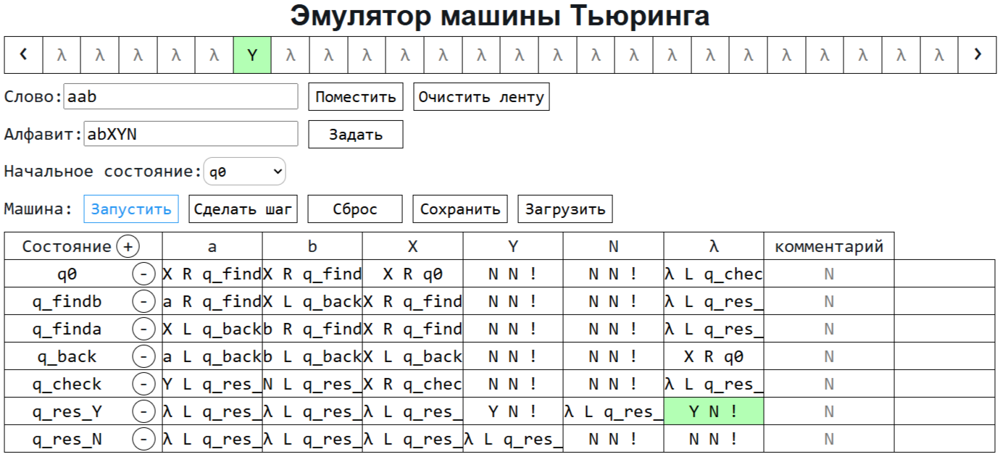 Эмулятор машины Тьюринга
< λ λ λ λ λ Y λ λ λ λ λ λ λ λ λ λ λ λ λ λ λ λ λ λ >
Слово: aab Поместить Очистить ленту
Алфавит: abXYN Задать
Начальное состояние: q0
Машина: Запустить Сделать шаг Сброс Сохранить Загрузить
Состояние + a b X Y N λ комментарий
q0 - X R q_find X R q_find X R q0 N N ! N N ! λ L q_chec N
q_findb - a R q_find X L q_back X R q_find N N ! N N ! λ L q_res_ N
q_finda - X L q_back b R q_find X R q_find N N ! N N ! λ L q_res_ N
q_back - a L q_back b L q_back X L q_back N N ! N N ! X R q0 N
q_check - Y L q_res_ N L q_res_ X R q_chec N N ! N N ! λ L q_res_ N
q_res_Y - λ L q_res_ λ L q_res_ λ L q_res_ Y N ! λ L q_res_ Y N ! N
q_res_N - λ L q_res_ λ L q_res_ λ L q_res_ λ L q_res_ N N ! N N ! N